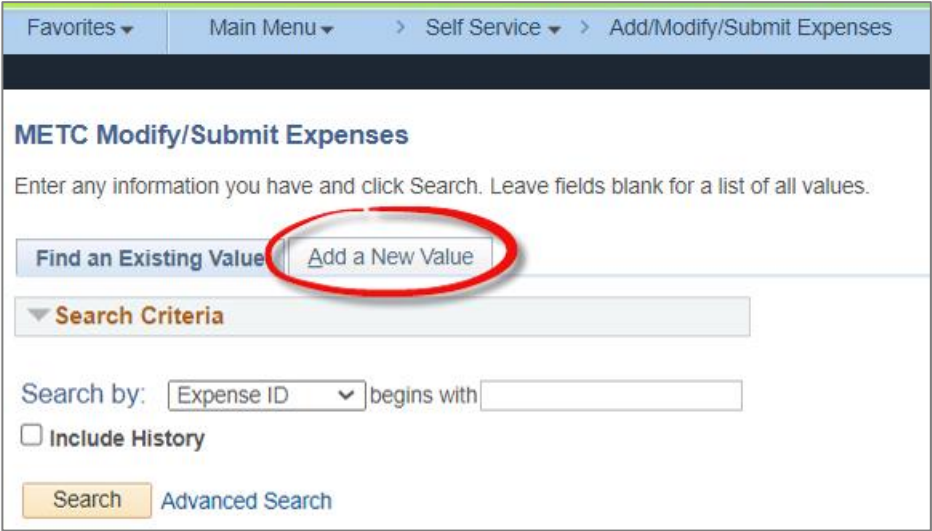 Favorites Main Menu > Self Service > Add/Modify/Submit Expenses
METC Modify/Submit Expenses
Enter any information you have and click Search. Leave fields blank for a list of all values.
Find an Existing Value Add a New Value
Search Criteria
Search by: Expense ID begins with
Include History
Search Advanced Search